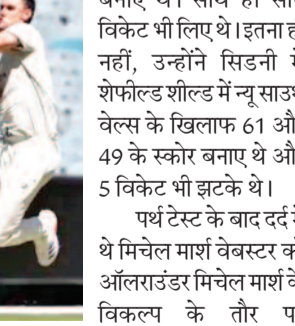 बनाए थे। साथ ही
विकेट भी लिए थे। इतना
नहीं, उन्होंने सिडनी
शेफील्ड शील्ड में न्यू
वेल्स के खिलाफ 61
49 के स्कोर बनाए थे
5 विकेट भी झटके थे।
पर्थ टेस्ट के बाद दर्द
थे मिचेल मार्श वेबस्टर
ऑलराउंडर मिचेल मार्श
विकल्प के तौर